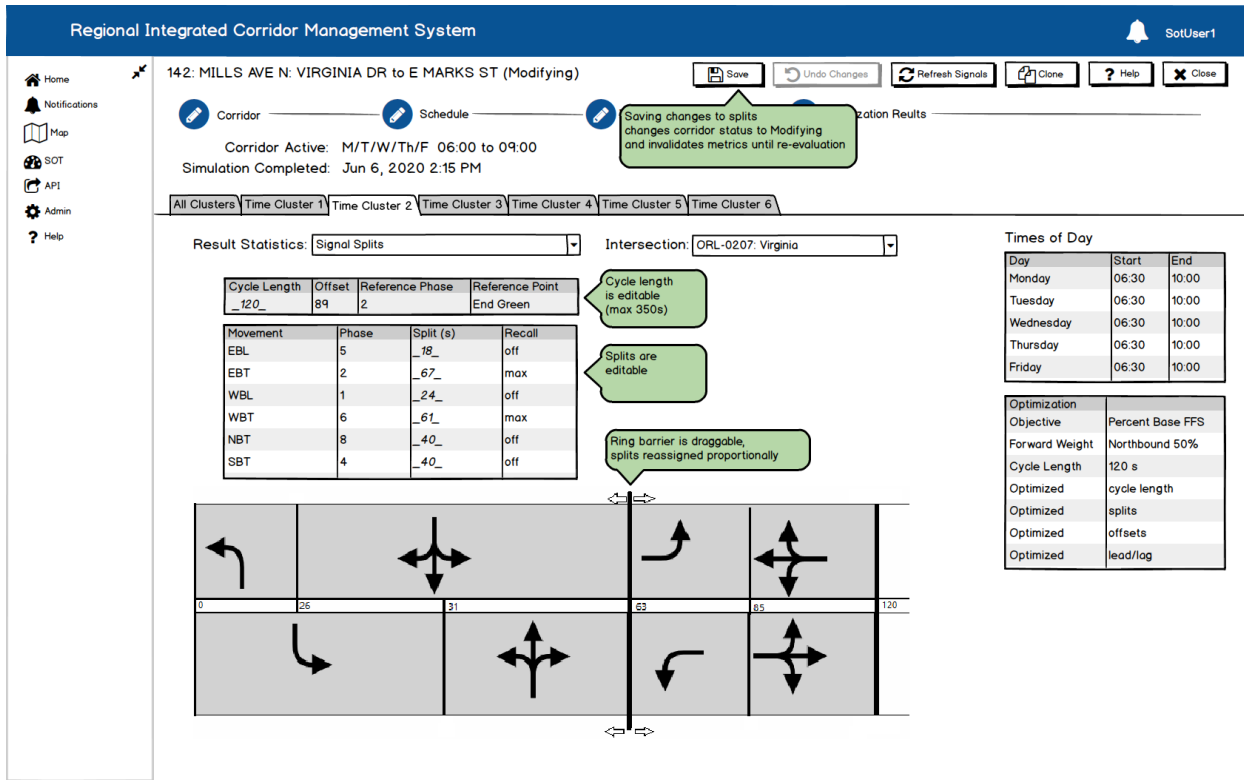 Regional Integrated Corridor Management System
SotUser1
Home
Notifications
Map
SOT
API
Admin
Help
142: MILLS AVE N: VIRGINIA DR to E MARKS ST (Modifying)
Save
Undo Changes
Refresh Signals
Clone
? Help
Close
Corridor
Schedule
zation Reults
Saving changes to splits
changes corridor status to Modifying
and invalidates metrics until re-evaluation
Corridor Active: M/T/W/Th/F 06:00 to 09:00
Simulation Completed: Jun 6, 2020 2:15 PM
All Clusters Time Cluster 1 Time Cluster 2 Time Cluster 3 Time Cluster 4 Time Cluster 5 Time Cluster 6
Result Statistics: Signal Splits
Intersection: ORL-0207: Virginia
Cycle Length Offset Reference Phase Reference Point
_120_ 89 2 End Green
Cycle length
is editable
(max 350s)
Movement Phase Split (s) Recall
EBL 5 _18_ off
EBT 2 _67_ max
WBL 1 _24_ off
WBT 6 _61_ max
NBT 8 _40_ off
SBT 4 _40_ off
Splits are
editable
Ring barrier is draggable,
splits reassigned proportionally
0 26 31 63 85 120
Times of Day
Day Start End
Monday 06:30 10:00
Tuesday 06:30 10:00
Wednesday 06:30 10:00
Thursday 06:30 10:00
Friday 06:30 10:00
Optimization
Objective Percent Base FFS
Forward Weight Northbound 50%
Cycle Length 120 s
Optimized cycle length
Optimized splits
Optimized offsets
Optimized lead/lag